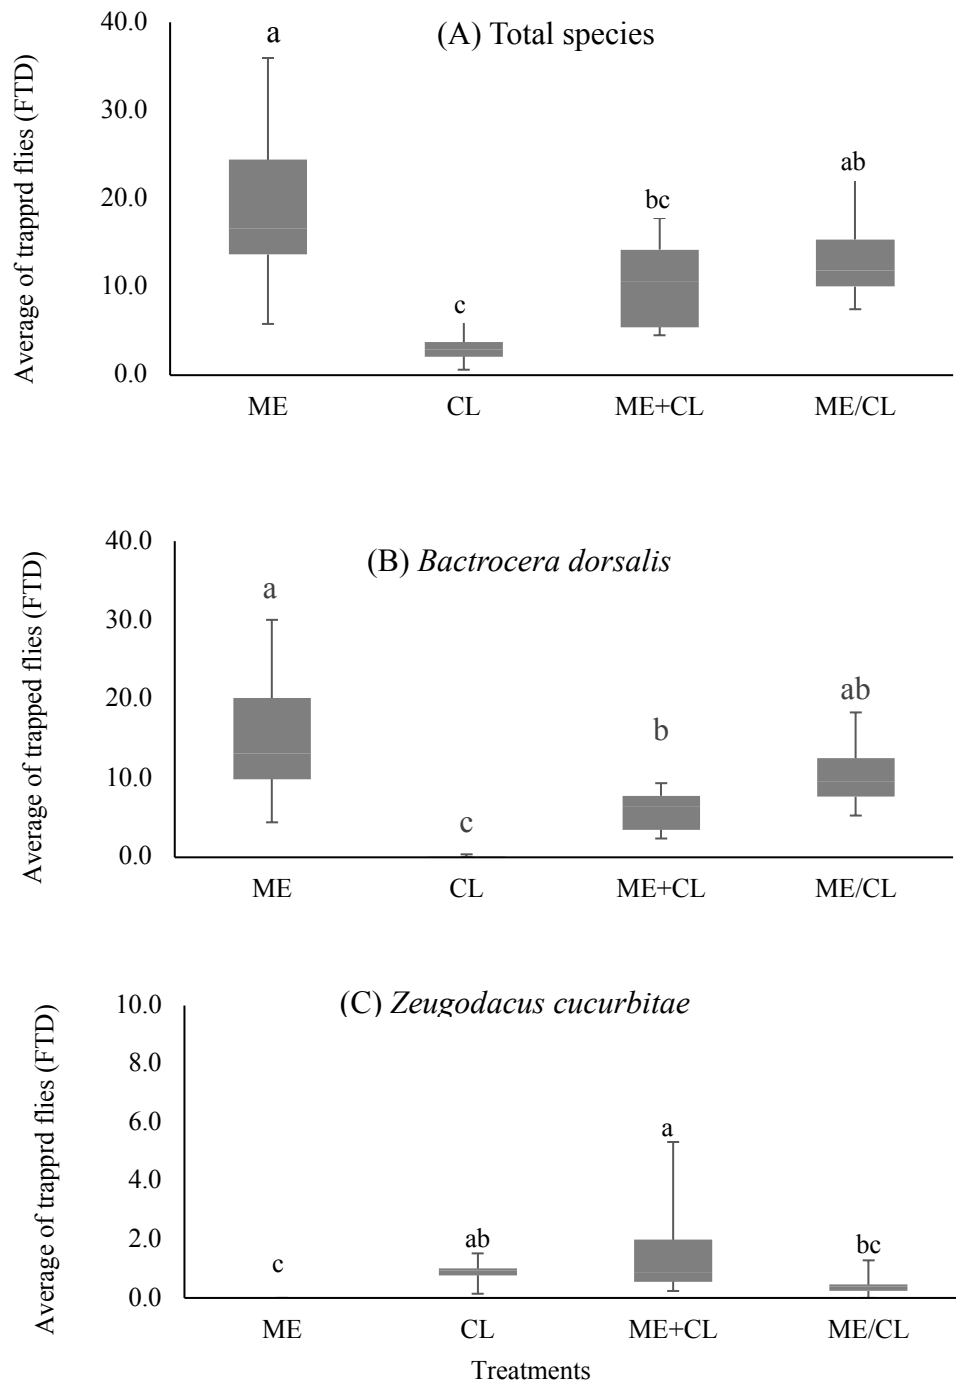 (A) Total species
Average of trapprd flies (FTD)
40.0
30.0
20.0
10.0
0.0
a
c
bc
ab
ME
CL
ME+CL
ME/CL
(B) Bactrocera dorsalis
Average of trapped flies (FTD)
40.0
30.0
20.0
10.0
0.0
a
c
b
ab
ME
CL
ME+CL
ME/CL
(C) Zeugodacus cucurbitae
Average of trapprd flies (FTD)
10.0
8.0
6.0
4.0
2.0
0.0
c
ab
a
bc
ME
CL
ME+CL
ME/CL
Treatments